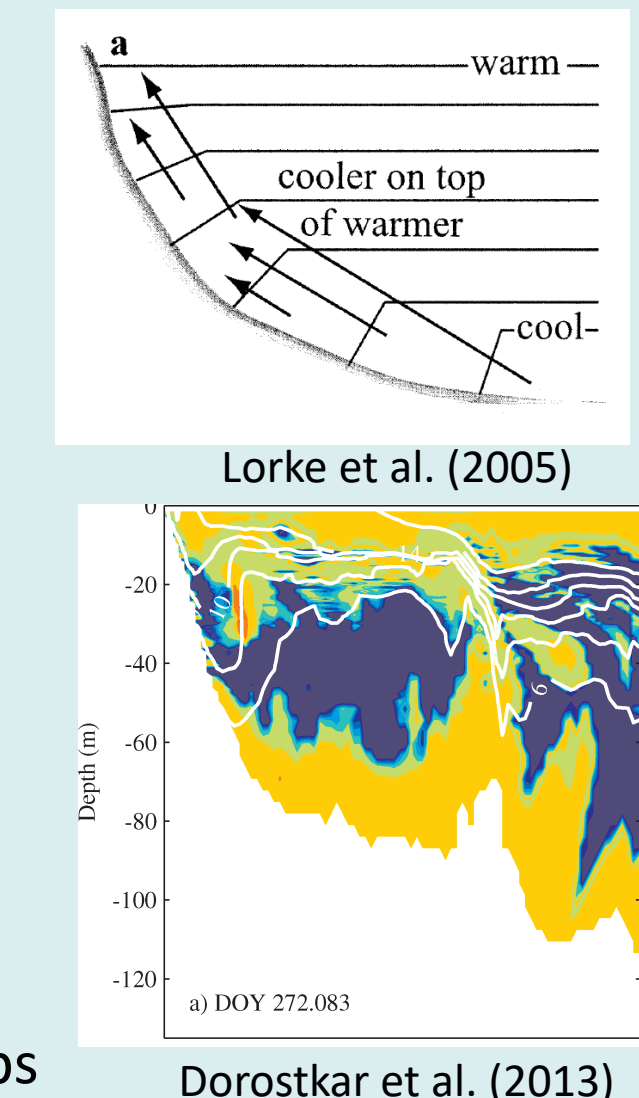 a
warm
cooler on top
of warmer
cool
Lorke et al. (2005)
0
14
-20
10
-40
6
-60
Depth (m)
-80
-100
-120
a) DOY 272.083
Dorostkar et al. (2013)